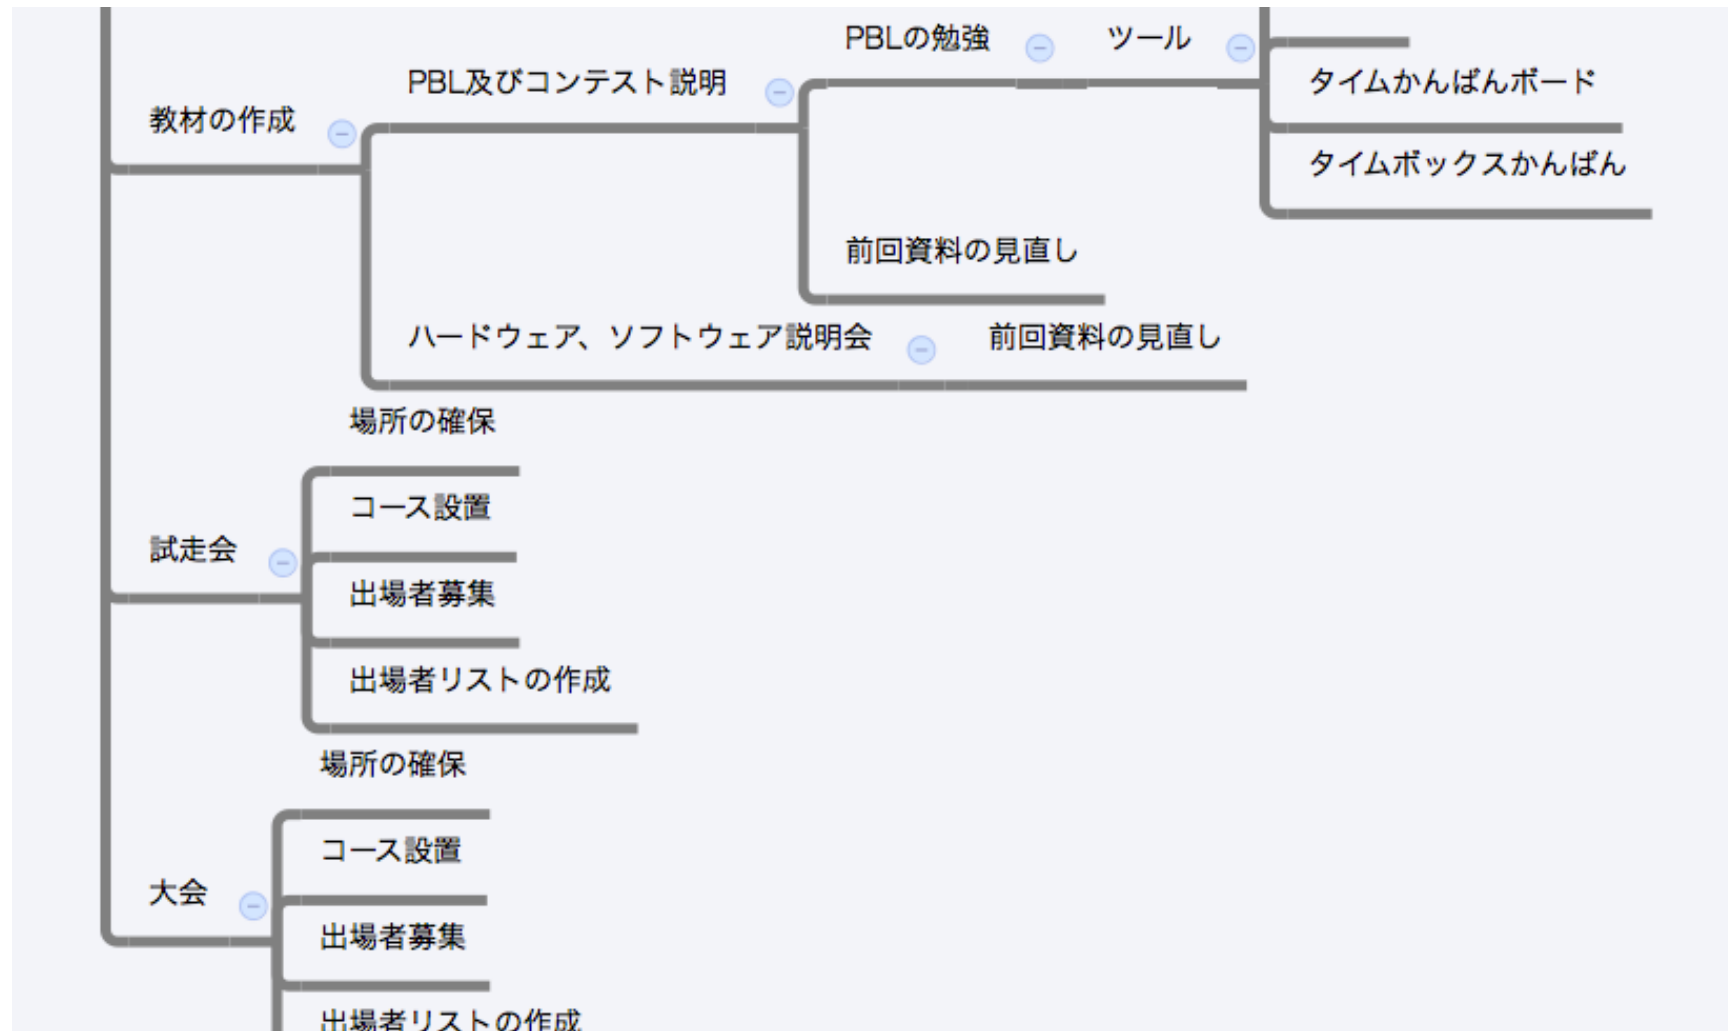 PBLの勉強
ツール
PBL及びコンテスト説明
タイムかんばんボード
教材の作成
タイムボックスかんばん
前回資料の見直し
ハードウェア、ソフトウェア説明会
前回資料の見直し
場所の確保
コース設置
試走会
出場者募集
出場者リストの作成
場所の確保
コース設置
大会
出場者募集
出場者リストの作成